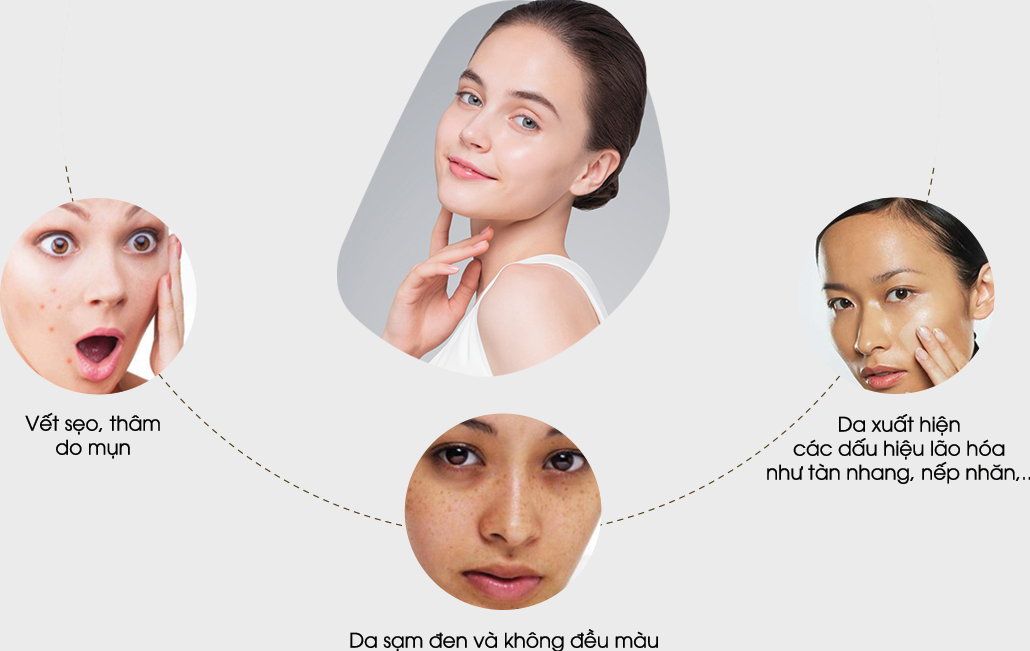 Vết sẹo, thâm
do mụn
Da xuất hiện
các dấu hiệu lão hóa
như tàn nhang, nếp nhăn,..
Da sạm đen và không đều màu